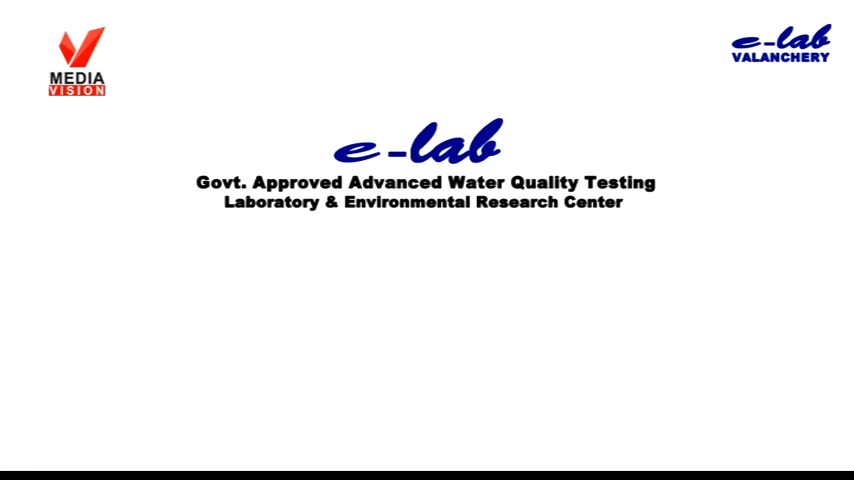 MEDIA
VISION
e-lab
VALANCHERY
e-lab
Govt. Approved Advanced Water Quality Testing
Laboratory & Environmental Research Center